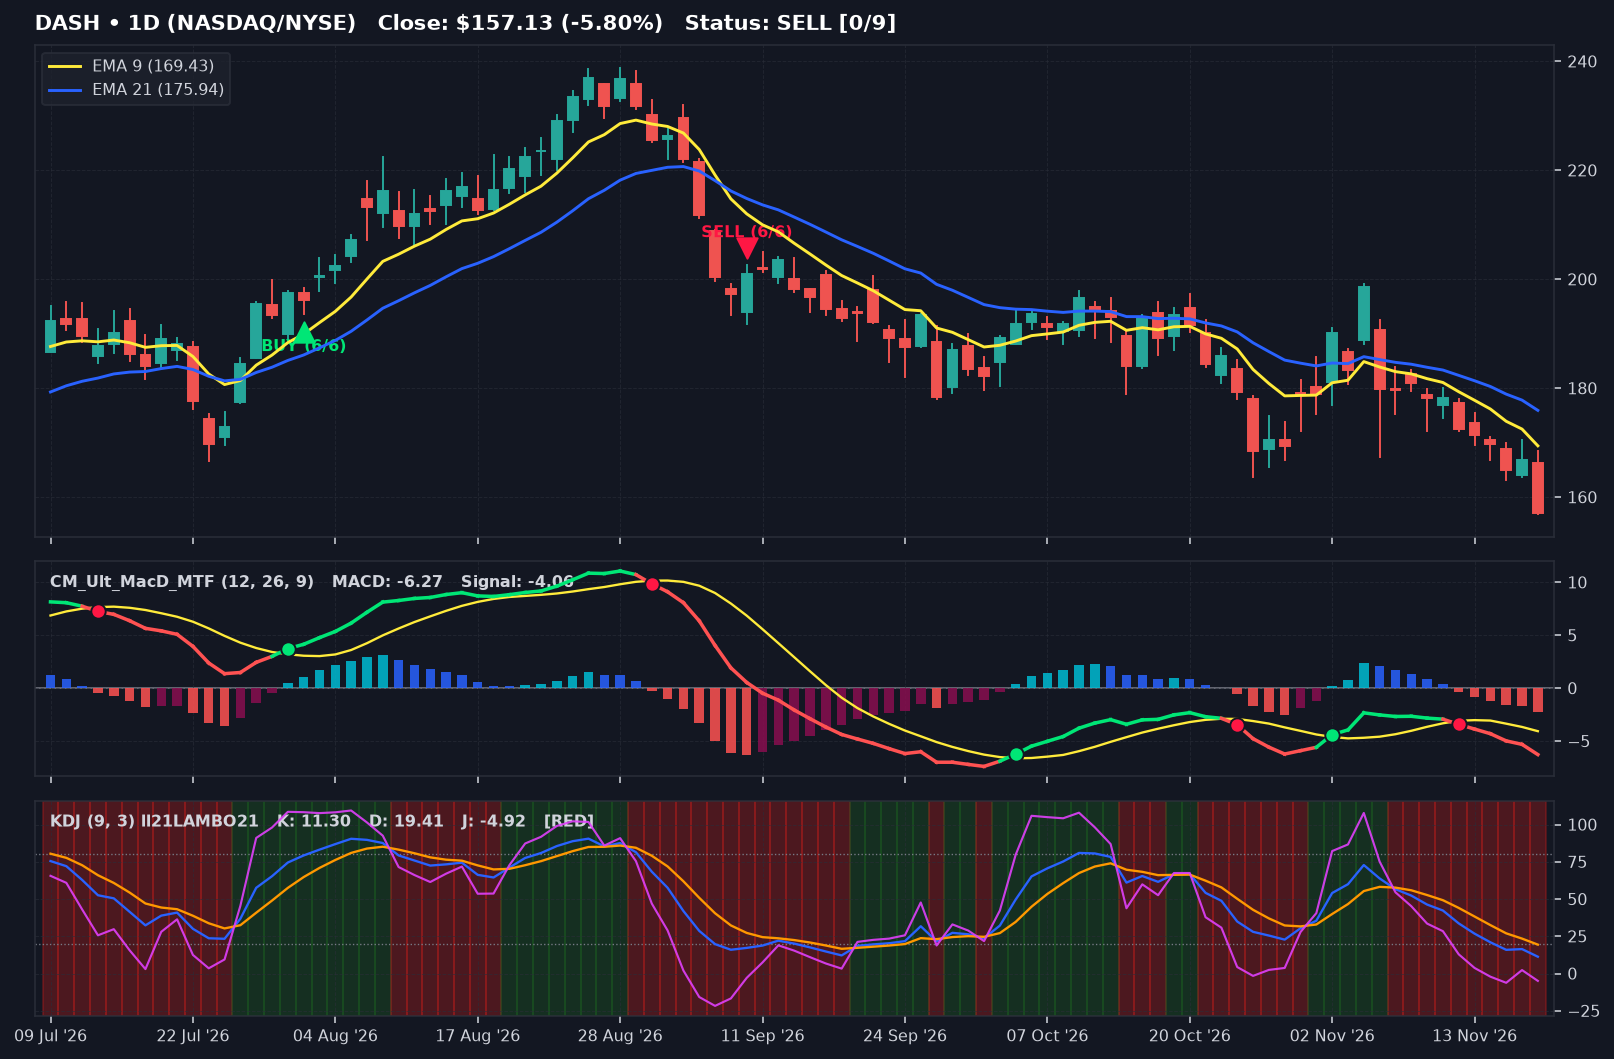 DASH • 1D (NASDAQ/NYSE)   Close: $157.13 (-5.80%)   Status: SELL [0/9]
EMA 9 (169.43)
EMA 21 (175.94)
240
220
200
180
160
SELL (6/6)
BUY (6/6)
CM_Ult_MacD_MTF (12, 26, 9)   MACD: -6.27   Signal: -4.06
10
5
0
−5
KDJ (9, 3) ll21LAMBO21   K: 11.30   D: 19.41   J: -4.92   [RED]
100
75
50
25
0
−25
09 Jul '26
22 Jul '26
04 Aug '26
17 Aug '26
28 Aug '26
11 Sep '26
24 Sep '26
07 Oct '26
20 Oct '26
02 Nov '26
13 Nov '26